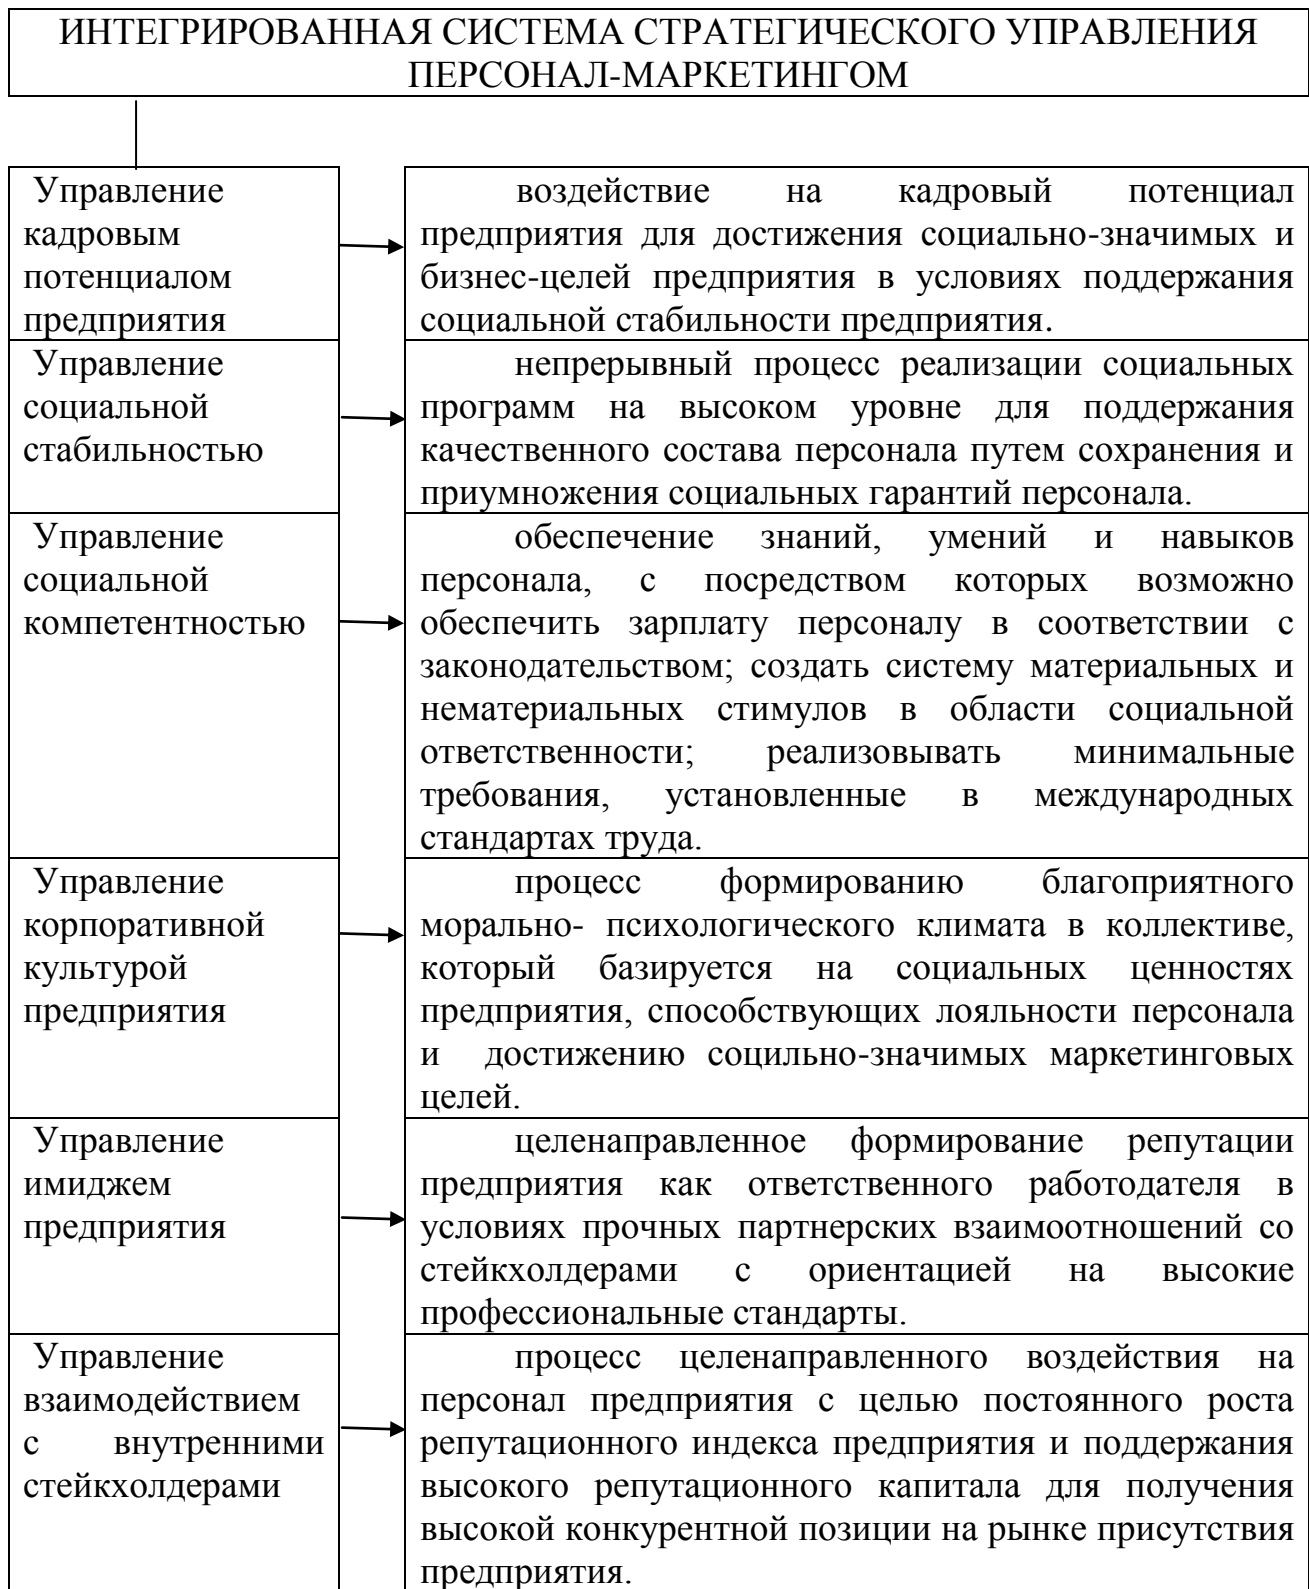 ИНТЕГРИРОВАННАЯ СИСТЕМА СТРАТЕГИЧЕСКОГО УПРАВЛЕНИЯ
ПЕРСОНАЛ-МАРКЕТИНГОМ
Управление
кадровым
потенциалом
предприятия
воздействие на кадровый потенциал
предприятия для достижения социально-значимых и
бизнес-целей предприятия в условиях поддержания
социальной стабильности предприятия.
Управление
социальной
стабильностью
непрерывный процесс реализации социальных
программ на высоком уровне для поддержания
качественного состава персонала путем сохранения и
приумножения социальных гарантий персонала.
Управление
социальной
компетентностью
обеспечение знаний, умений и навыков
персонала, с посредством которых возможно
обеспечить зарплату персоналу в соответствии с
законодательством; создать систему материальных и
нематериальных стимулов в области социальной
ответственности; реализовывать минимальные
требования, установленные в международных
стандартах труда.
Управление
корпоративной
культурой
предприятия
процесс формированию благоприятного
морально- психологического климата в коллективе,
который базируется на социальных ценностях
предприятия, способствующих лояльности персонала
и достижению социльно-значимых маркетинговых
целей.
Управление
имиджем
предприятия
целенаправленное формирование репутации
предприятия как ответственного работодателя в
условиях прочных партнерских взаимоотношений со
стейкхолдерами с ориентацией на высокие
профессиональные стандарты.
Управление
взаимодействием
с внутренними
стейкхолдерами
процесс целенаправленного воздействия на
персонал предприятия с целью постоянного роста
репутационного индекса предприятия и поддержания
высокого репутационного капитала для получения
высокой конкурентной позиции на рынке присутствия
предприятия.